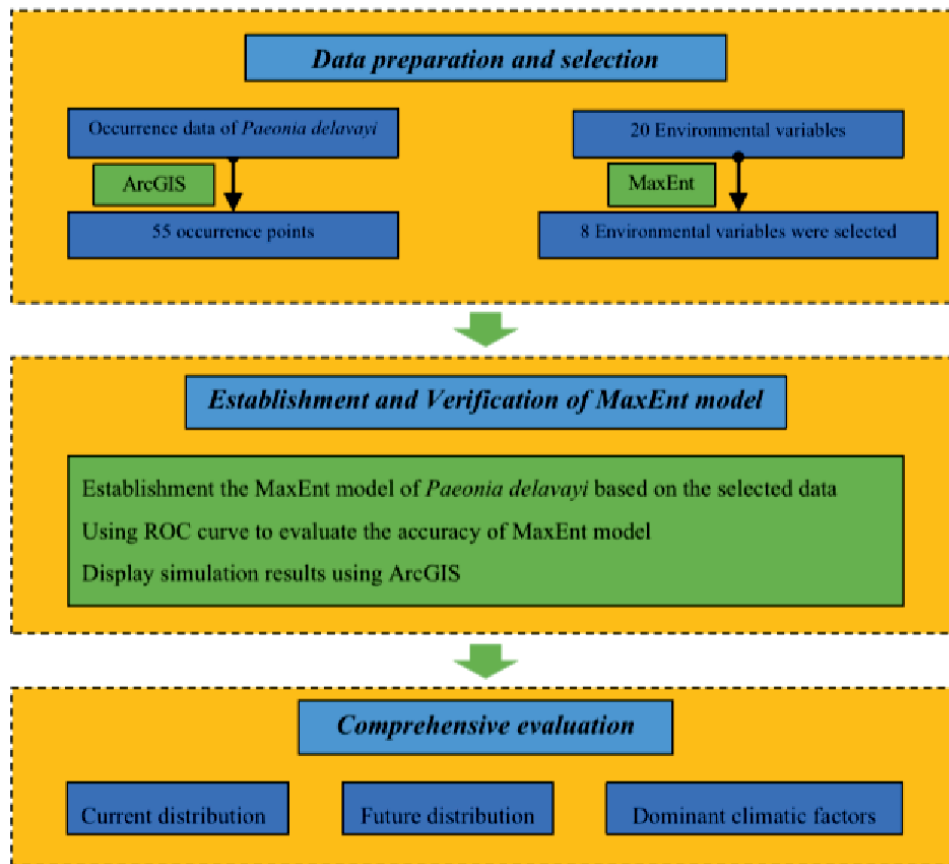 Data preparation and selection
Occurrence data of Paeonia delavayi
20 Environmental variables
ArcGIS
MaxEnt
55 occurrence points
8 Environmental variables were selected
Establishment and Verification of MaxEnt model
Establishment the MaxEnt model of Paeonia delavayi based on the selected data
Using ROC curve to evaluate the accuracy of MaxEnt model
Display simulation results using ArcGIS
Comprehensive evaluation
Current distribution
Future distribution
Dominant climatic factors